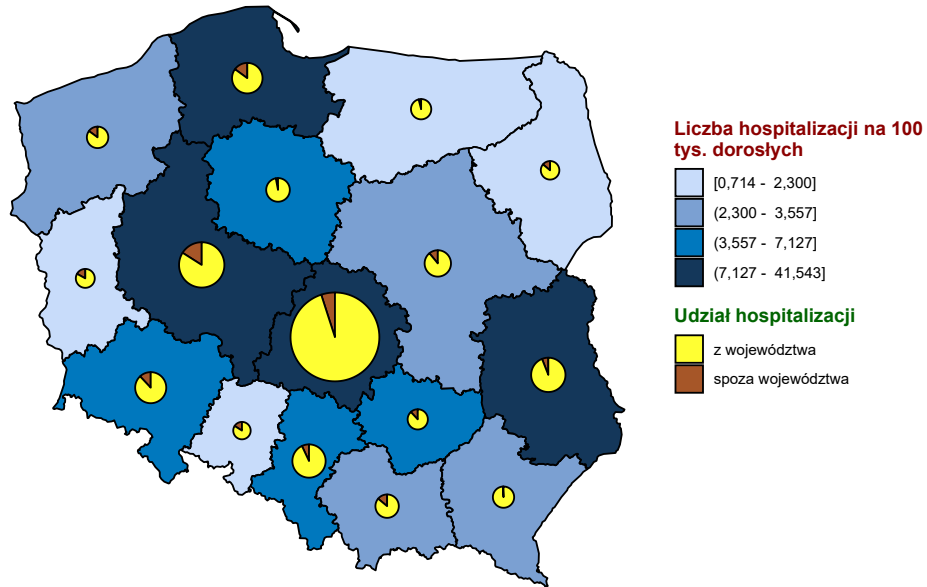 Liczba hospitalizacji na 100
tys. dorosłych
[0,714 - 2,300]
(2,300 - 3,557]
(3,557 - 7,127]
(7,127 - 41,543]
Udział hospitalizacji
z województwa
spoza województwa